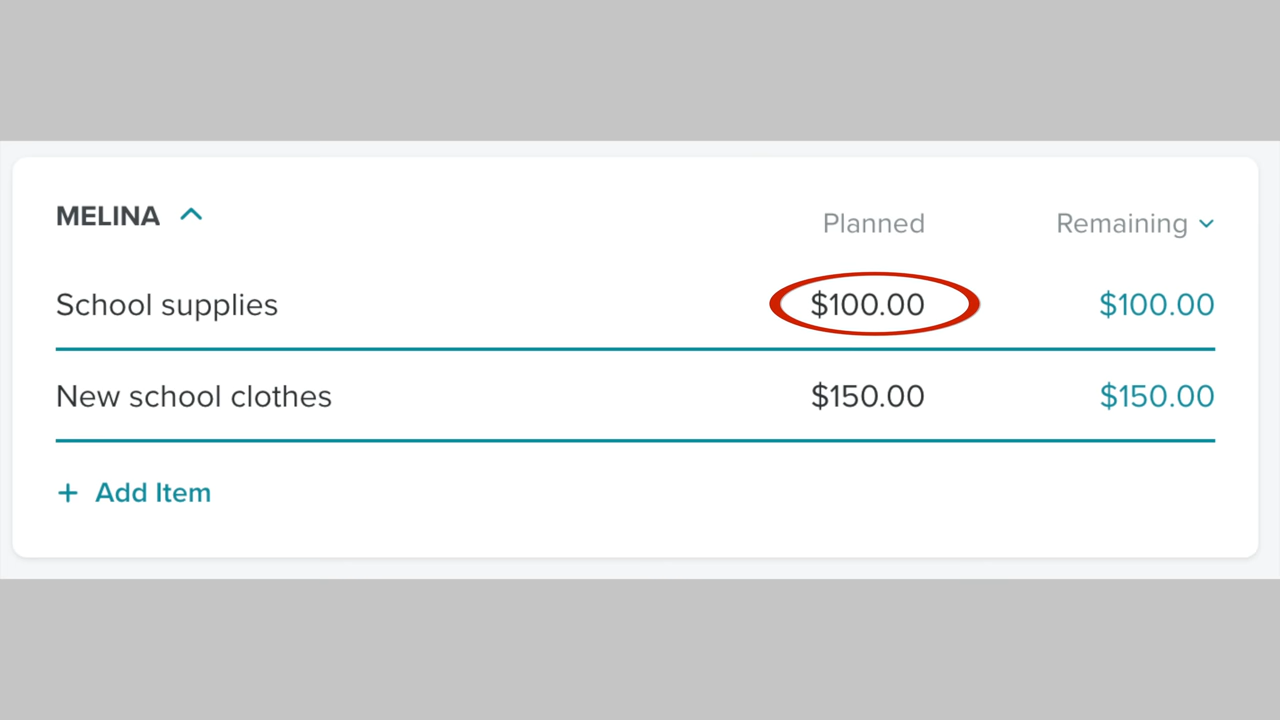 MELINA Planned Remaining
School supplies $100.00 $100.00
New school clothes $150.00 $150.00
+ Add Item